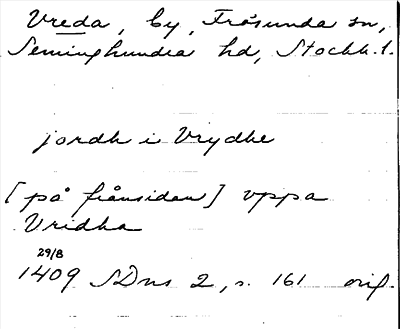 Vreda, by, Fråsunda sn,
Seminghundra hd, Stockh. l.
jordh i Vrydhe
[på frånsidan] vppa
Vridha
29/8
1409 SDns 2, s. 161 orig.